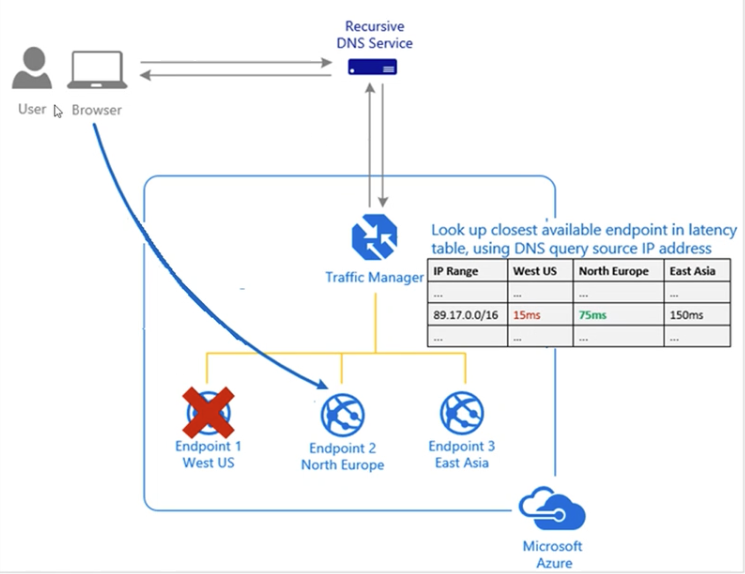 Recursive
DNS Service
User
Browser
Look up closest available endpoint in latency
table, using DNS query source IP address
Traffic Manager
IP Range West US North Europe East Asia
... ... ... ...
89.17.0.0/16 15ms 75ms 150ms
... ... ... ...
Endpoint 1
West US
Endpoint 2
North Europe
Endpoint 3
East Asia
Microsoft
Azure